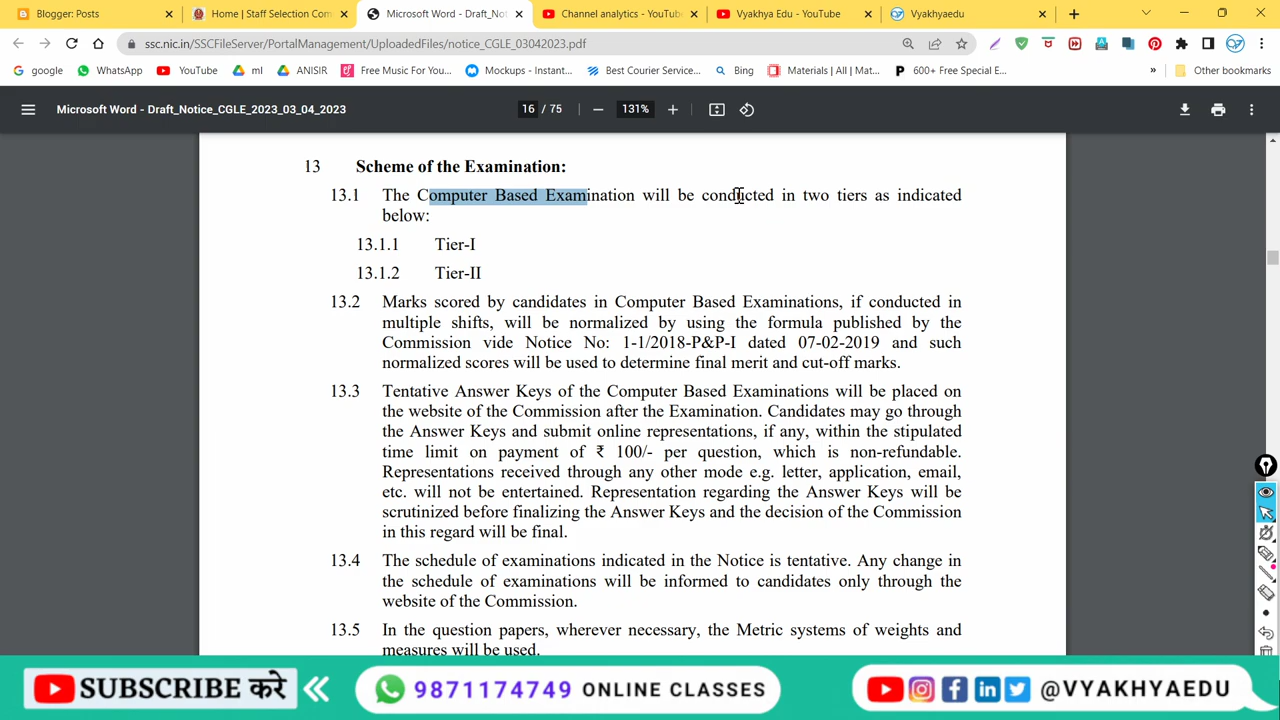 Blogger: Posts
Home | Staff Selection Com
Microsoft Word - Draft_Not
Channel analytics - YouTub
Vyakhya Edu - YouTube
Vyakhyaedu
ssc.nic.in/SSCFileServer/PortalManagement/UploadedFiles/notice_CGLE_03042023.pdf
google
WhatsApp
YouTube
ml
ANISIR
Free Music For You...
Mockups - Instant...
Best Courier Service...
Bing
Materials | All | Mat...
600+ Free Special E...
»
Other bookmarks
Microsoft Word - Draft_Notice_CGLE_2023_03_04_2023
16 / 75
131%
13 Scheme of the Examination:
13.1 The Computer Based Examination will be conducted in two tiers as indicated
below:
13.1.1 Tier-I
13.1.2 Tier-II
13.2 Marks scored by candidates in Computer Based Examinations, if conducted in
multiple shifts, will be normalized by using the formula published by the
Commission vide Notice No: 1-1/2018-P&P-I dated 07-02-2019 and such
normalized scores will be used to determine final merit and cut-off marks.
13.3 Tentative Answer Keys of the Computer Based Examinations will be placed on
the website of the Commission after the Examination. Candidates may go through
the Answer Keys and submit online representations, if any, within the stipulated
time limit on payment of ₹ 100/- per question, which is non-refundable.
Representations received through any other mode e.g. letter, application, email,
etc. will not be entertained. Representation regarding the Answer Keys will be
scrutinized before finalizing the Answer Keys and the decision of the Commission
in this regard will be final.
13.4 The schedule of examinations indicated in the Notice is tentative. Any change in
the schedule of examinations will be informed to candidates only through the
website of the Commission.
13.5 In the question papers, wherever necessary, the Metric systems of weights and
measures will be used.
SUBSCRIBE करे
9871174749 ONLINE CLASSES
@VYAKHYAEDU